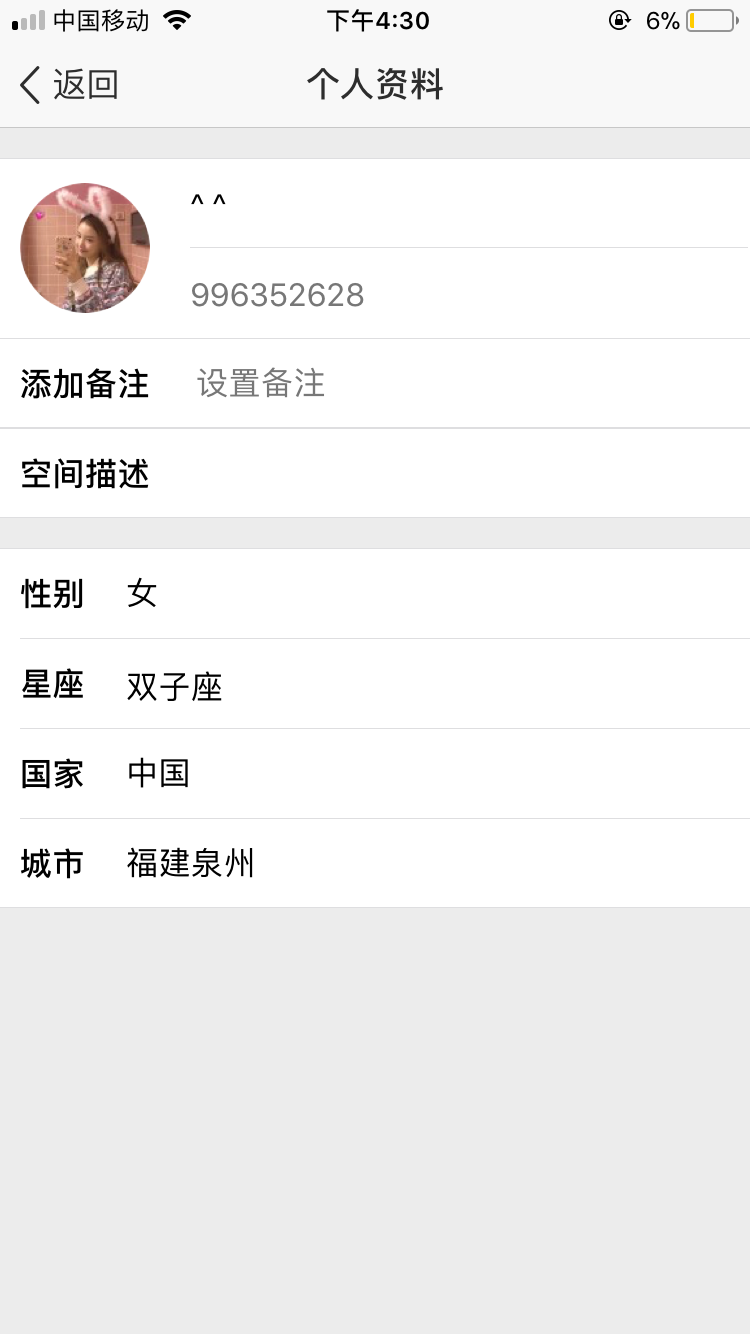 中国移动 下午4:30 6%
返回 个人资料
^ ^
996352628
添加备注 设置备注
空间描述
性别 女
星座 双子座
国家 中国
城市 福建泉州